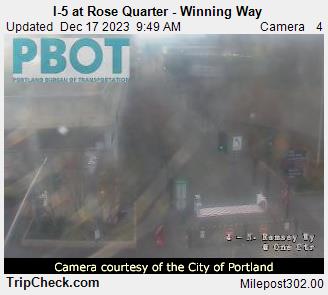 I-5 at Rose Quarter - Winning Way
Updated Dec 17 2023 9:49 AM Camera 4
PBOT
PORTLAND BUREAU OF TRANSPORTATION
4 - N. Ramsey Wy
@ One Ctr
Camera courtesy of the City of Portland
TripCheck.com Milepost302.00